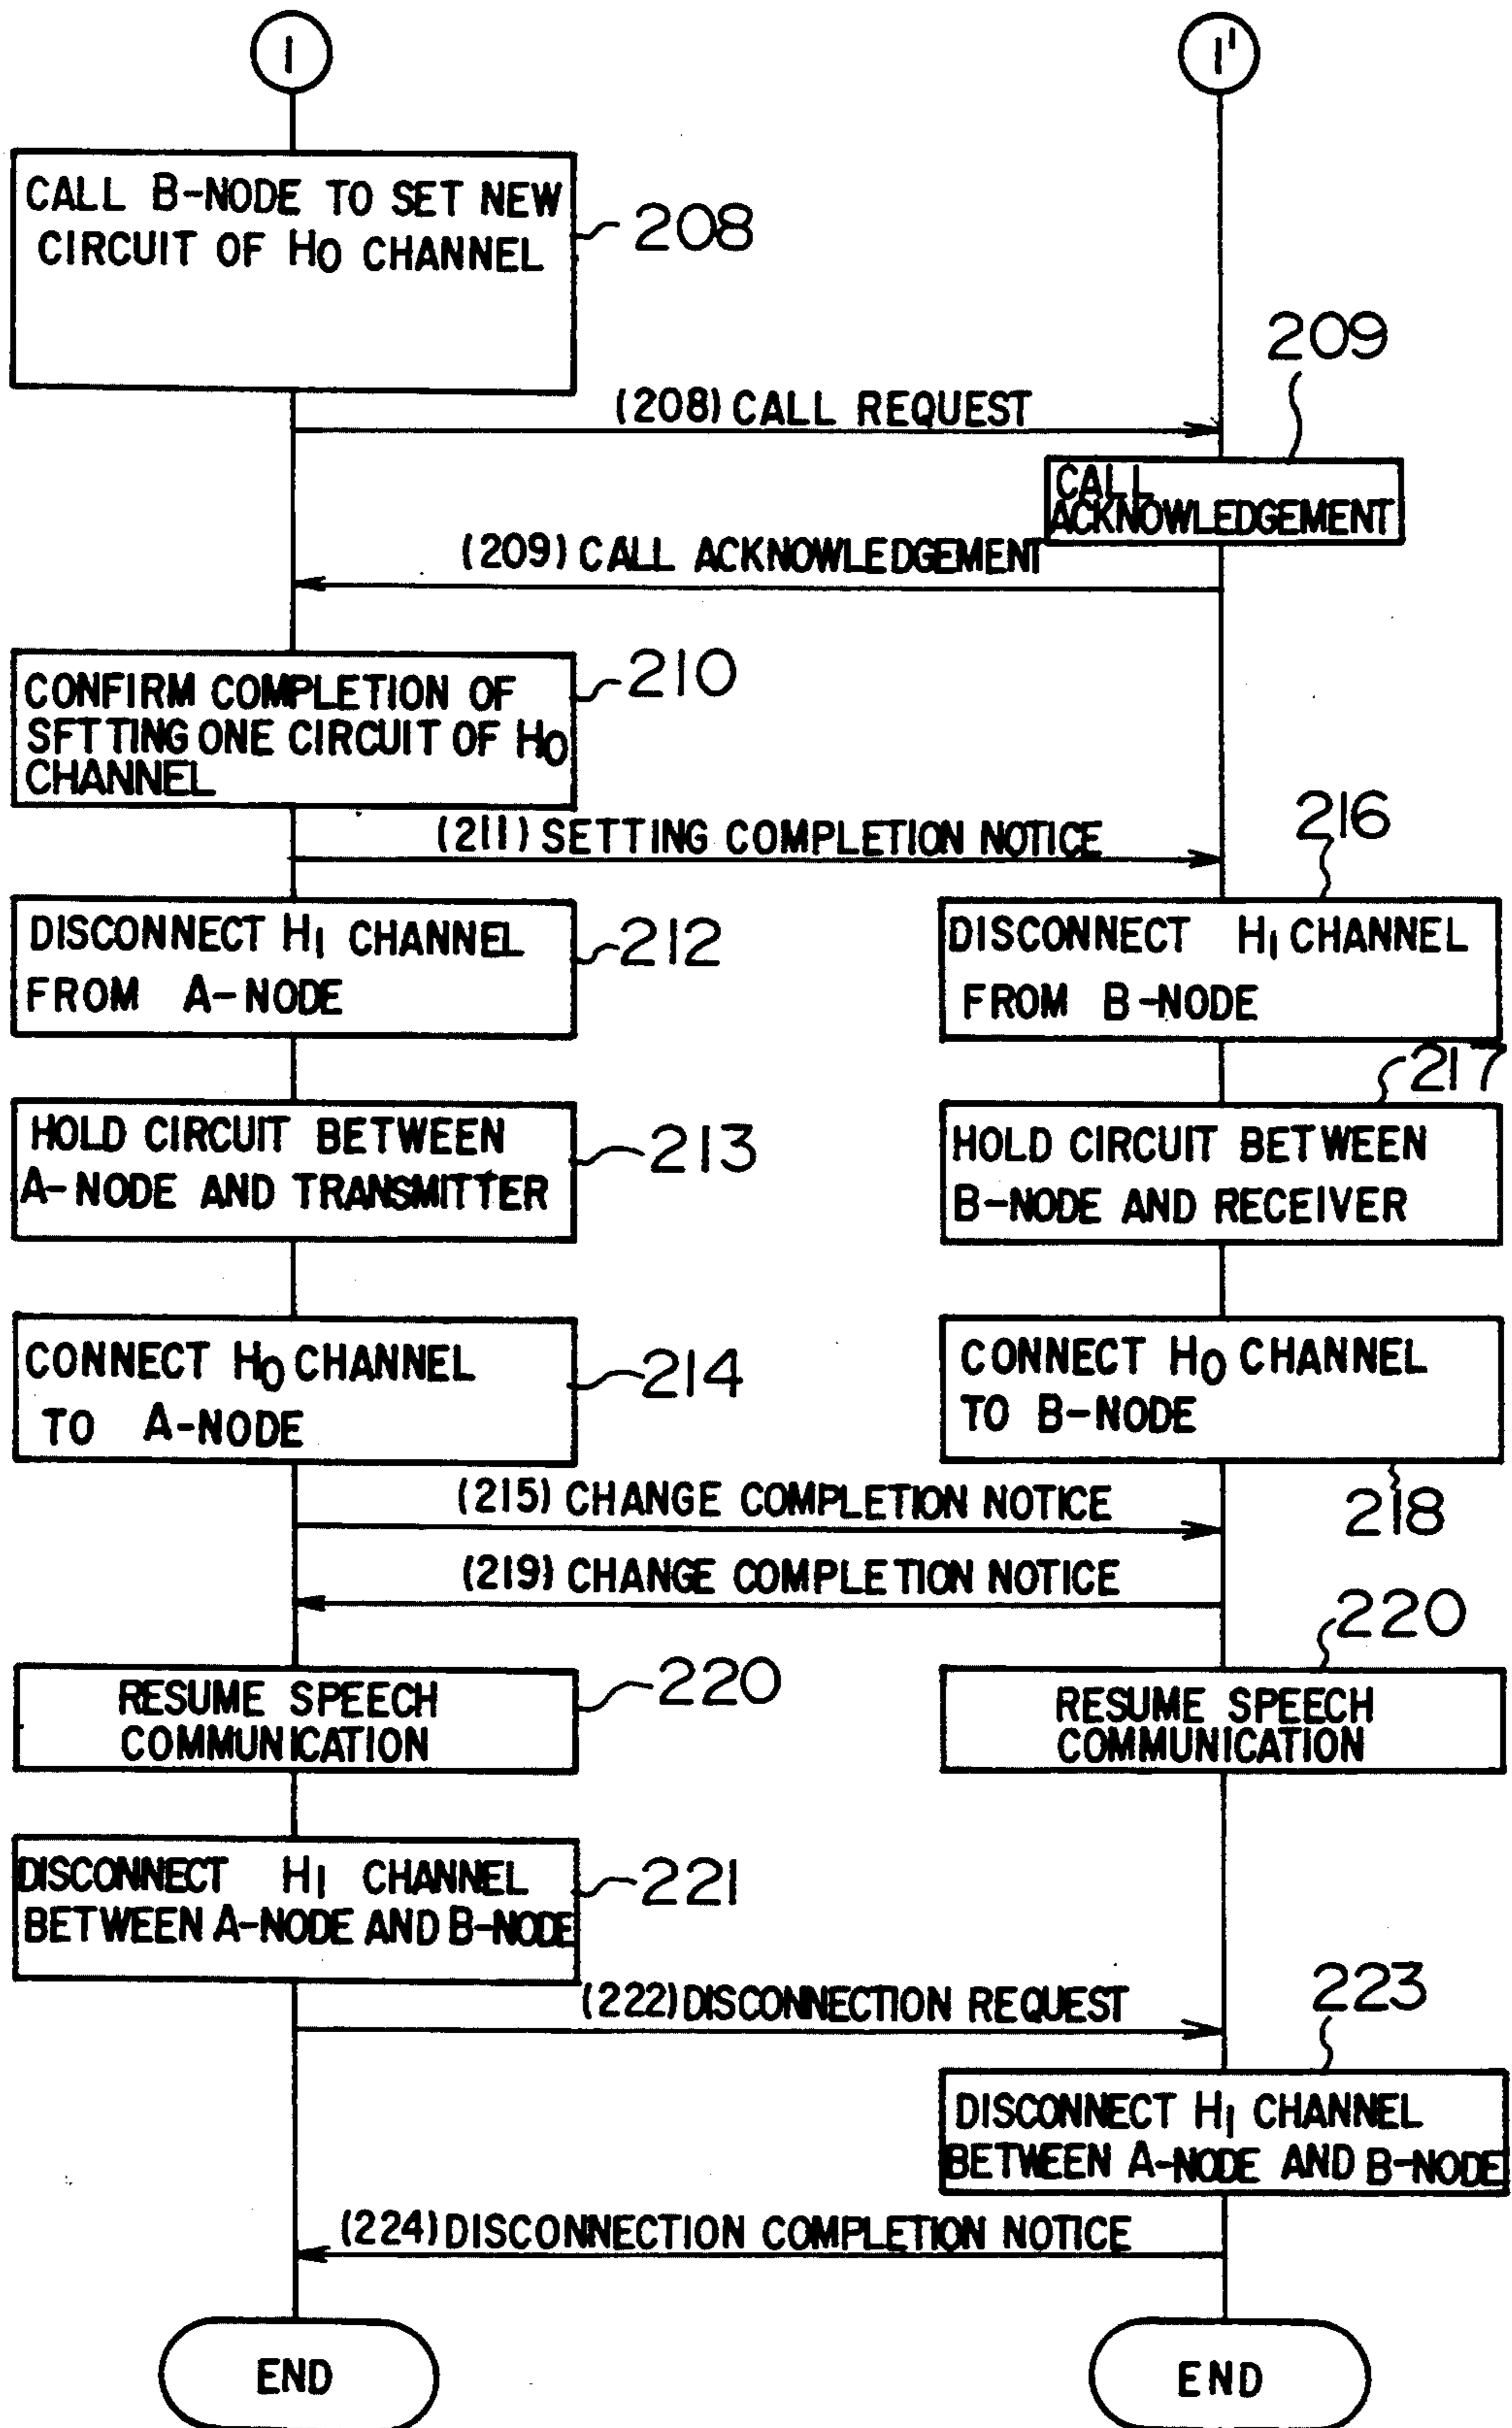 1
1'
CALL B-NODE TO SET NEW
CIRCUIT OF H0 CHANNEL
208
209
(208) CALL REQUEST
CALL
ACKNOWLEDGEMENT
(209) CALL ACKNOWLEDGEMENT
CONFIRM COMPLETION OF
SFTTING ONE CIRCUIT OF H0
CHANNEL
210
(211) SETTING COMPLETION NOTICE
216
DISCONNECT H1 CHANNEL
FROM A-NODE
212
DISCONNECT H1 CHANNEL
FROM B-NODE
217
HOLD CIRCUIT BETWEEN
A-NODE AND TRANSMITTER
213
HOLD CIRCUIT BETWEEN
B-NODE AND RECEIVER
CONNECT H0 CHANNEL
TO A-NODE
214
CONNECT H0 CHANNEL
TO B-NODE
218
(215) CHANGE COMPLETION NOTICE
(219) CHANGE COMPLETION NOTICE
220
RESUME SPEECH
COMMUNICATION
220
RESUME SPEECH
COMMUNICATION
DISCONNECT H1 CHANNEL
BETWEEN A-NODE AND B-NODE
221
(222) DISCONNECTION REQUEST
223
DISCONNECT H1 CHANNEL
BETWEEN A-NODE AND B-NODE
(224) DISCONNECTION COMPLETION NOTICE
END
END